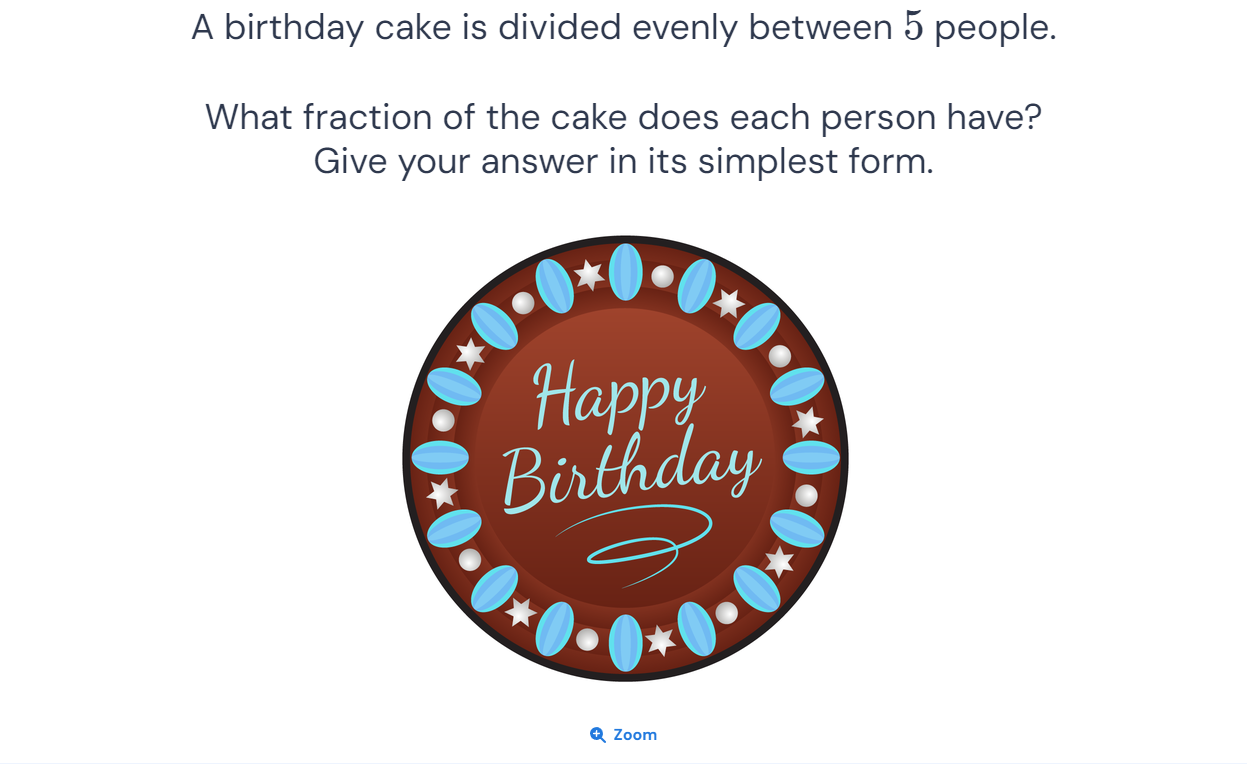 A birthday cake is divided evenly between 5 people.
What fraction of the cake does each person have?
Give your answer in its simplest form.
Happy
Birthday
Zoom